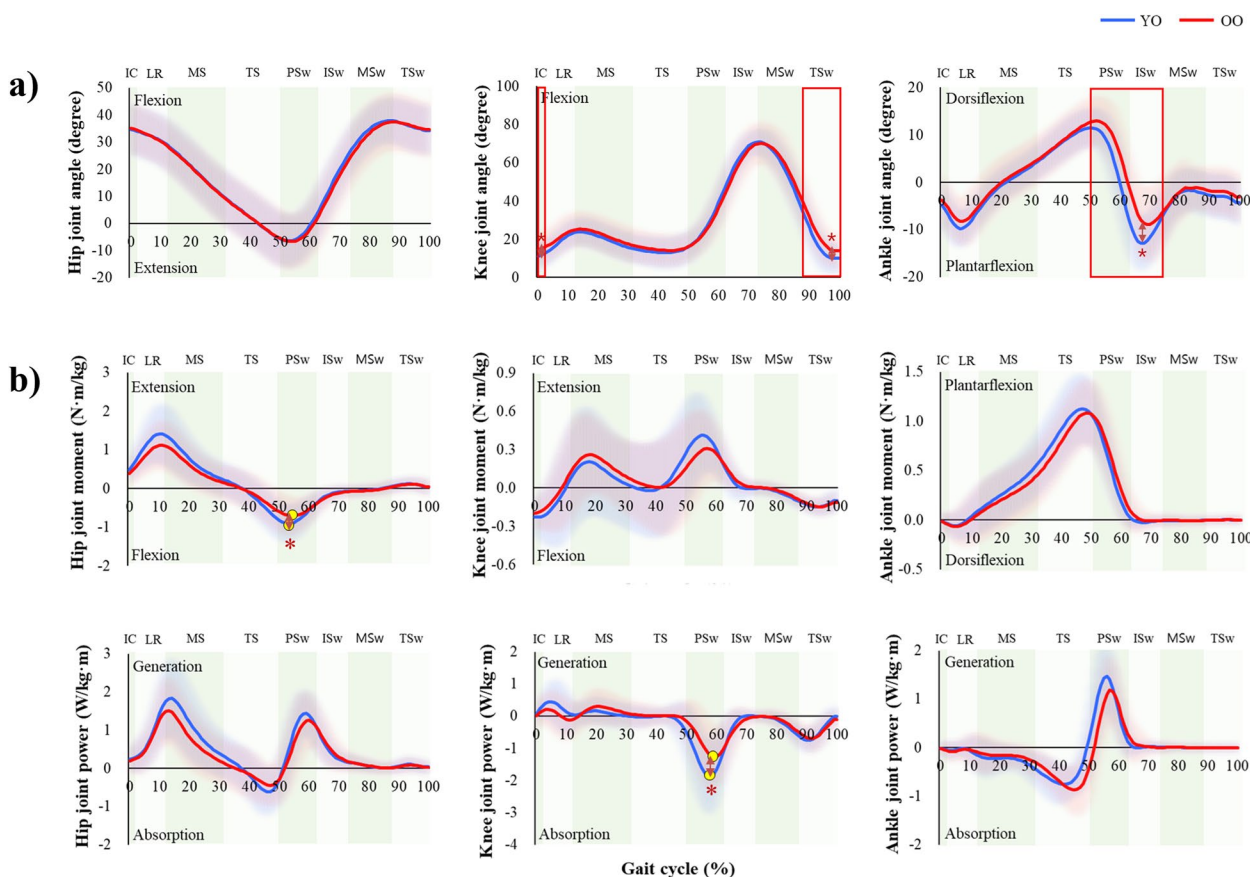 YO OO
a)
IC LR MS TS PSw ISw MSw TSw
Hip joint angle (degree)
50
40
30
20
10
0
-10
-20
Flexion
Extension
0 10 20 30 40 50 60 70 80 90 100
IC LR MS TS PSw ISw MSw TSw
Knee joint angle (degree)
100
80
60
40
20
0
Flexion
* *
0 10 20 30 40 50 60 70 80 90 100
IC LR MS TS PSw ISw MSw TSw
Ankle joint angle (degree)
20
10
0
-10
-20
Dorsiflexion
Plantarflexion
*
0 10 20 30 40 50 60 70 80 90 100
b)
IC LR MS TS PSw ISw MSw TSw
Hip joint moment (N·m/kg)
3
2
1
0
-1
-2
Extension
Flexion
*
0 10 20 30 40 50 60 70 80 90 100
IC LR MS TS PSw ISw MSw TSw
Knee joint moment (N·m/kg)
0.9
0.6
0.3
0.0
-0.3
-0.6
Extension
Flexion
0 10 20 30 40 50 60 70 80 90 100
IC LR MS TS PSw ISw MSw TSw
Ankle joint moment (N·m/kg)
1.5
1.0
0.5
0.0
-0.5
Plantarflexion
Dorsiflexion
0 10 20 30 40 50 60 70 80 90 100
IC LR MS TS PSw ISw MSw TSw
Hip joint power (W/kg·m)
3
2
1
0
-1
-2
Generation
Absorption
0 10 20 30 40 50 60 70 80 90 100
IC LR MS TS PSw ISw MSw TSw
Knee joint power (W/kg·m)
2
1
0
-1
-2
-3
-4
Generation
Absorption
*
0 10 20 30 40 50 60 70 80 90 100
IC LR MS TS PSw ISw MSw TSw
Ankle joint power (W/kg·m)
2
1
0
-1
-2
Generation
Absorption
0 10 20 30 40 50 60 70 80 90 100
Gait cycle (%)